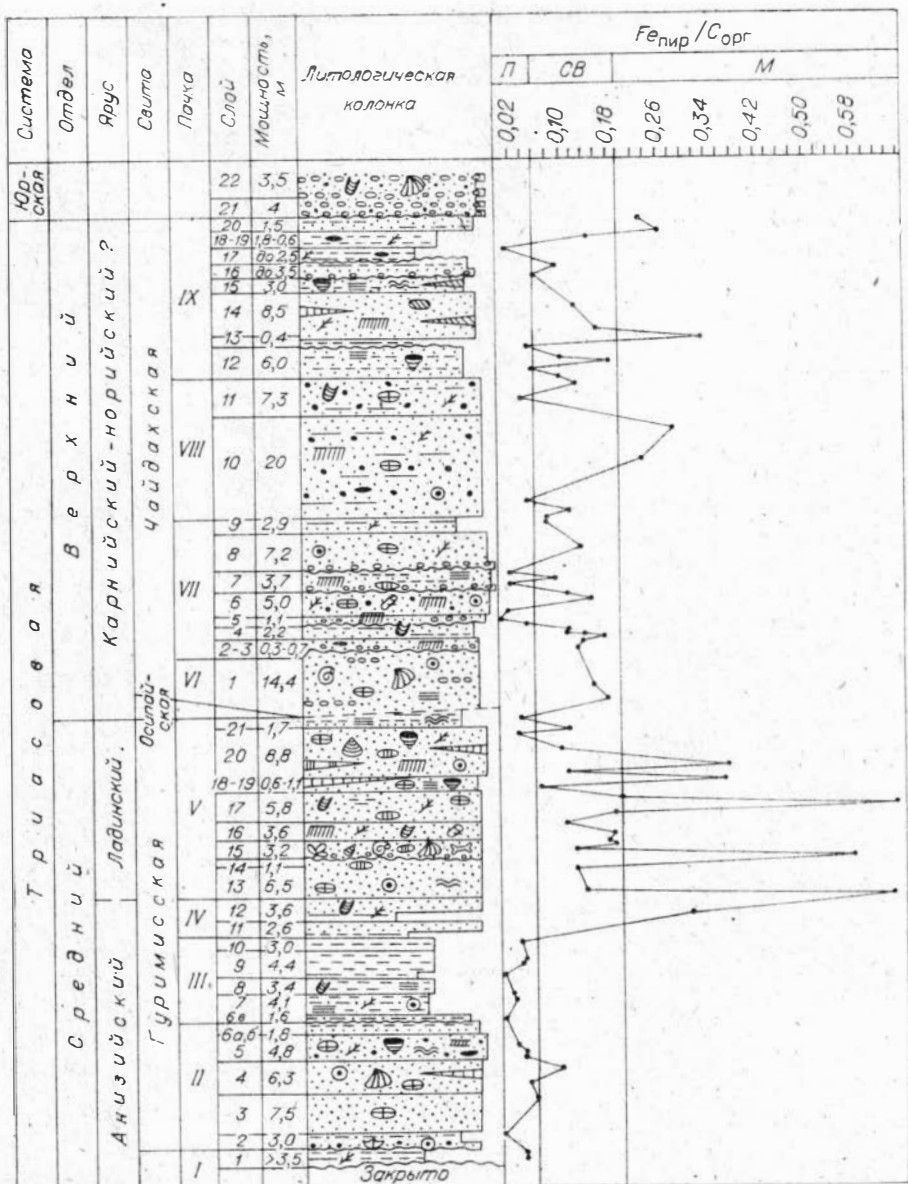 Система Отдел Ярус Свита Пачка Слой Мощность, м Литологическая колонка Feпир/Cорг
П СВ М
0,02 0,10 0,18 0,26 0,34 0,42 0,50 0,58
Юр-
ская
Триасовая
Верхний
Средний
Карнийский-норийский?
Ладинский
Анизийский
Чайдахская
Осипай-
ская
Гуримисская
IX
VIII
VII
VI
V
IV
III
II
I
22 3,5
21 4
20 1,5
18-19 1,8-0,6
17 до 2,5
16 до 3,5
15 3,0
14 8,5
13 0,4
12 6,0
11 7,3
10 20
9 2,9
8 7,2
7 3,7
6 5,0
5 1,1
4 2,2
2-3 0,3-0,7
1 14,4
21 1,7
20 8,8
18-19 0,6-1,1
17 5,8
16 3,6
15 3,2
14 1,1
13 6,5
12 3,6
11 2,6
10 3,0
9 4,4
8 3,4
7 4,1
6в 1,6
6а,б 1,8
5 4,8
4 6,3
3 7,5
2 3,0
1 >3,5
Закрыто